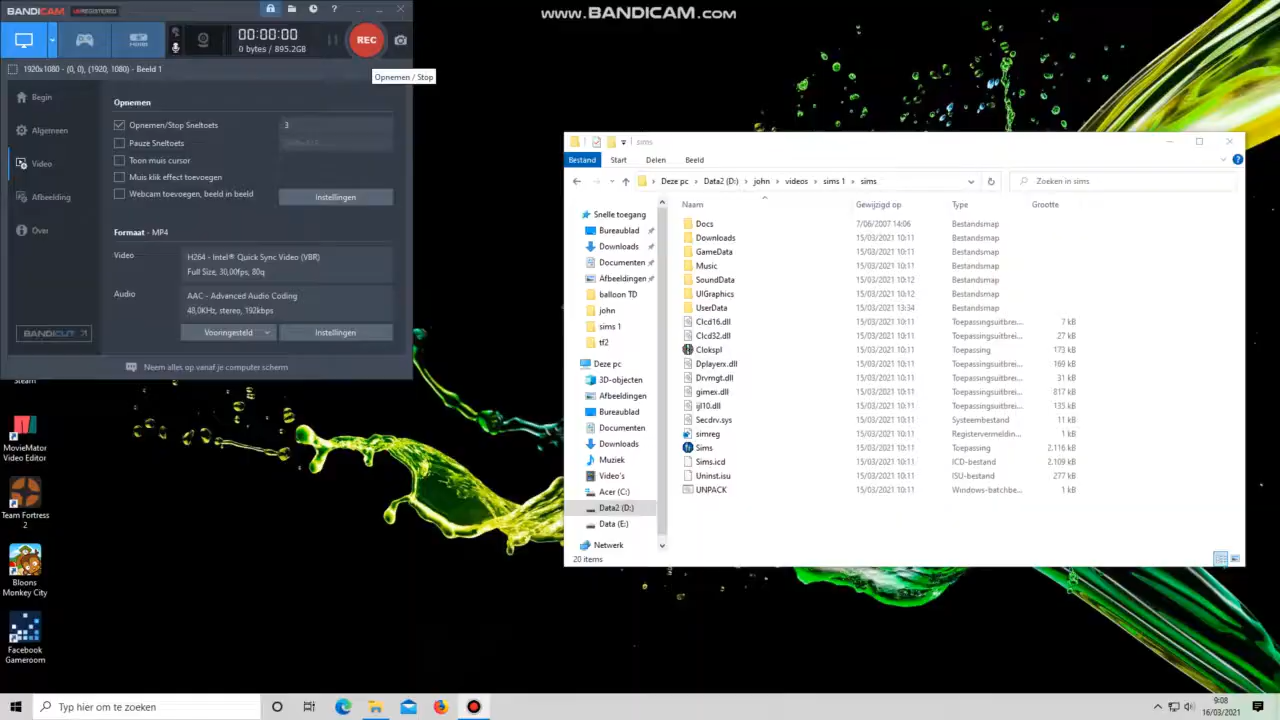 BANDICAM UNREGISTERED
www.BANDICAM.com
00:00:00
0 bytes / 895.2GB
REC
HDMI
1920x1080 - (0, 0), (1920, 1080) - Beeld 1
Opnemen / Stop
Begin
Algemeen
Video
Afbeelding
Over
BANDICUT
Opnemen
Opnemen/Stop Sneltoets
3
Pauze Sneltoets
Toon muis cursor
Muis klik effect toevoegen
Webcam toevoegen, beeld in beeld
Instellingen
Formaat - MP4
Video
H264 - Intel® Quick Sync Video (VBR)
Full Size, 30,00fps, 80q
Audio
AAC - Advanced Audio Coding
48,0KHz, stereo, 192kbps
Vooringesteld
Instellingen
Neem alles op vanaf je computerscherm
Steam
MovieMator
Video Editor
Team Fortress
2
Bloons
Monkey City
Facebook
Gameroom
sims
Bestand Start Delen Beeld
Deze pc > Data2 (D:) > john > videos > sims 1 > sims
Zoeken in sims
Snelle toegang
Bureaublad
Downloads
Documenten
Afbeeldingen
balloon TD
john
sims 1
tf2
Deze pc
3D-objecten
Afbeeldingen
Bureaublad
Documenten
Downloads
Muziek
Video's
Acer (C:)
Data2 (D:)
Data (E:)
Netwerk
Naam Gewijzigd op Type Grootte
Docs 7/06/2007 14:06 Bestandsmap
Downloads 15/03/2021 10:11 Bestandsmap
GameData 15/03/2021 10:11 Bestandsmap
Music 15/03/2021 10:11 Bestandsmap
SoundData 15/03/2021 10:12 Bestandsmap
UIGraphics 15/03/2021 10:12 Bestandsmap
UserData 15/03/2021 13:34 Bestandsmap
Clcd16.dll 15/03/2021 10:11 Toepassingsuitbrei... 7 kB
Clcd32.dll 15/03/2021 10:11 Toepassingsuitbrei... 27 kB
Clokspl 15/03/2021 10:11 Toepassing 173 kB
Dplayerx.dll 15/03/2021 10:11 Toepassingsuitbrei... 169 kB
Drvmgt.dll 15/03/2021 10:11 Toepassingsuitbrei... 31 kB
gimex.dll 15/03/2021 10:11 Toepassingsuitbrei... 817 kB
ijl10.dll 15/03/2021 10:11 Toepassingsuitbrei... 135 kB
Secdrv.sys 15/03/2021 10:11 Systeembestand 11 kB
simreg 15/03/2021 10:11 Registervermelding... 1 kB
Sims 15/03/2021 10:11 Toepassing 2.116 kB
Sims.icd 15/03/2021 10:11 ICD-bestand 2.109 kB
Uninst.isu 15/03/2021 10:11 ISU-bestand 277 kB
UNPACK 15/03/2021 10:11 Windows-batchbe... 1 kB
20 items
Typ hier om te zoeken
9:08
16/03/2021